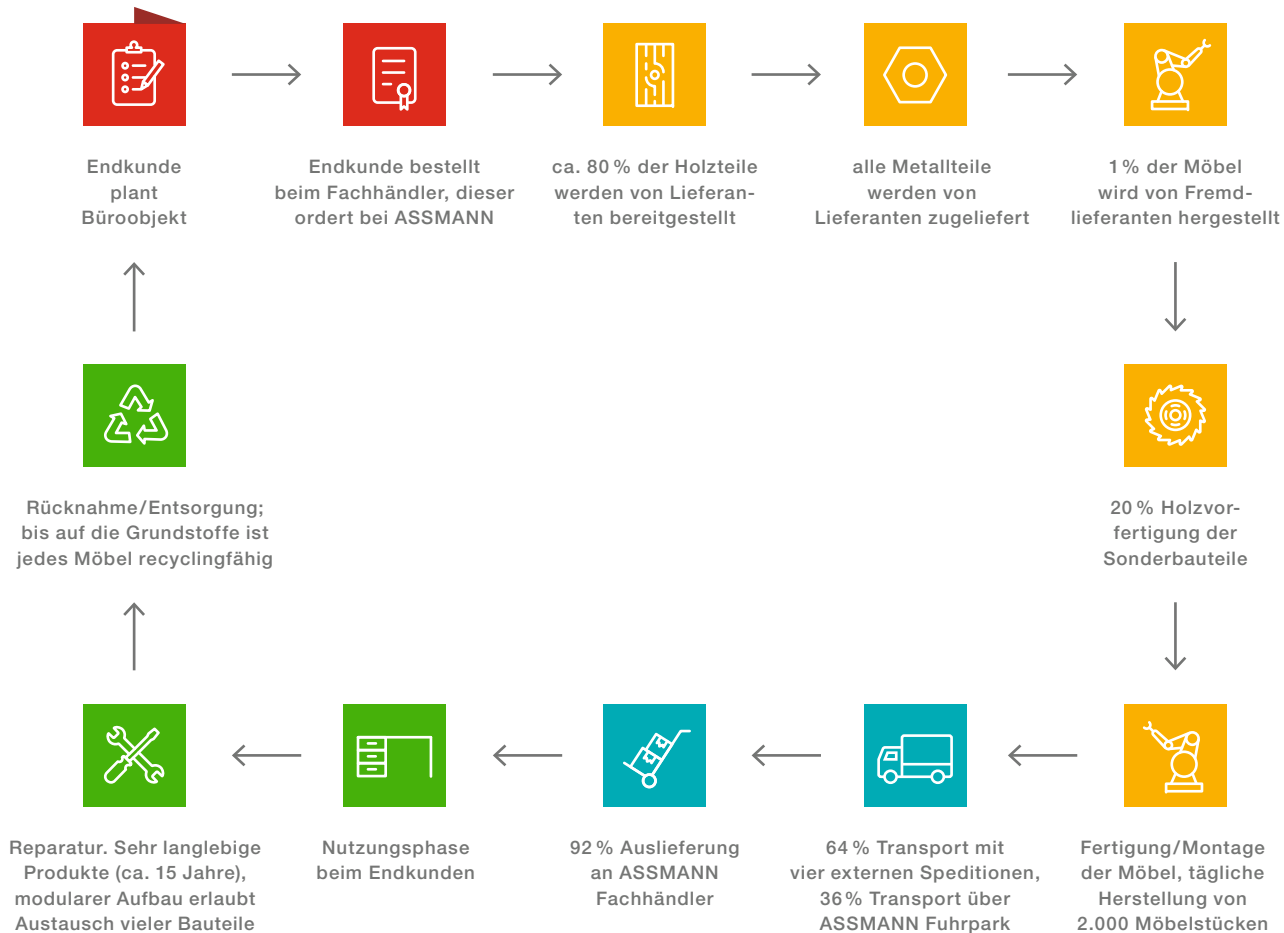 Endkunde
plant
Büroobjekt
Endkunde bestellt
beim Fachhändler, dieser
ordert bei ASSMANN
ca. 80 % der Holzteile
werden von Lieferan-
ten bereitgestellt
alle Metallteile
werden von
Lieferanten zugeliefert
1 % der Möbel
wird von Fremd-
lieferanten hergestellt
20 % Holzvor-
fertigung der
Sonderbauteile
Fertigung/Montage
der Möbel, tägliche
Herstellung von
2.000 Möbelstücken
64 % Transport mit
vier externen Speditionen,
36% Transport über
ASSMANN Fuhrpark
92 % Auslieferung
an ASSMANN
Fachhändler
Nutzungsphase
beim Endkunden
Reparatur. Sehr langlebige
Produkte (ca. 15 Jahre),
modularer Aufbau erlaubt
Austausch vieler Bauteile
Rücknahme/Entsorgung;
bis auf die Grundstoffe ist
jedes Möbel recyclingfähig